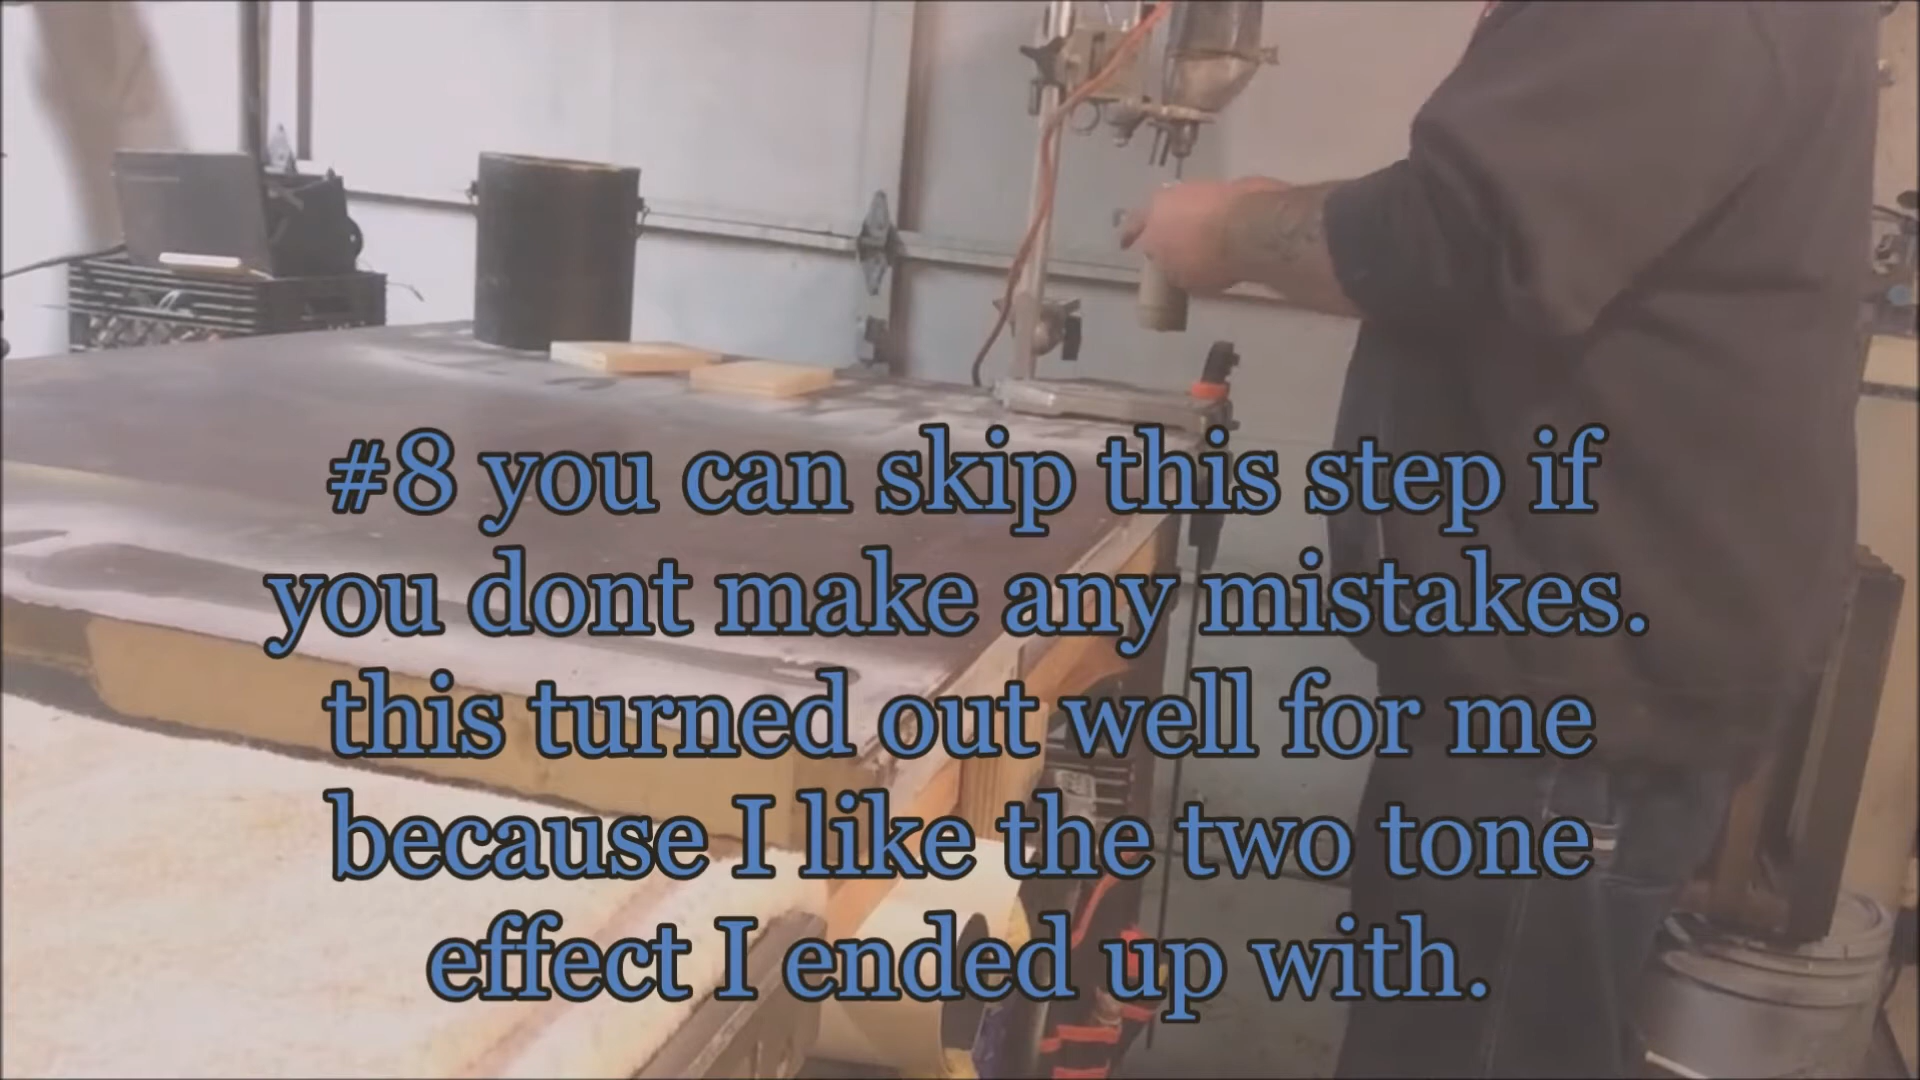 #8 you can skip this step if
you dont make any mistakes.
this turned out well for me
because I like the two tone
effect I ended up with.